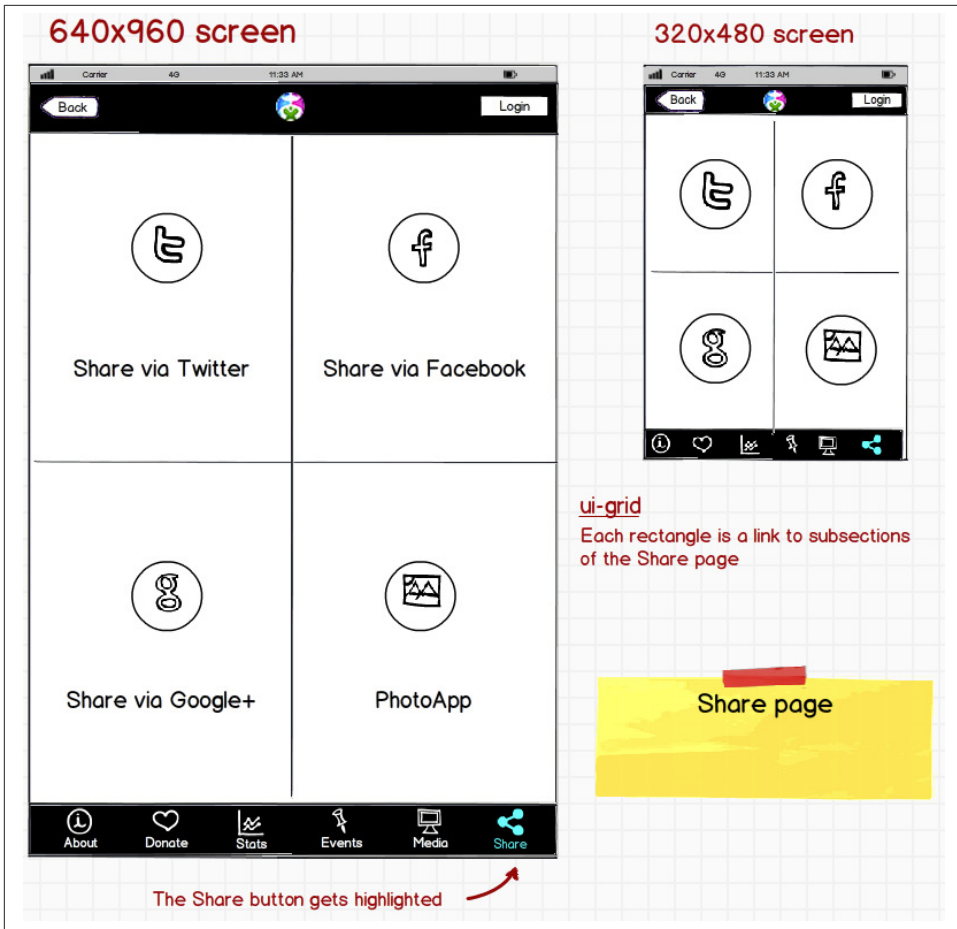 640x960 screen
320x480 screen
Carrier 4G 11:33 AM
Back Login
Share via Twitter
Share via Facebook
Share via Google+
PhotoApp
About Donate Stats Events Media Share
The Share button gets highlighted
Carrier 4G 11:33 AM
Back Login
ui-grid
Each rectangle is a link to subsections
of the Share page
Share page